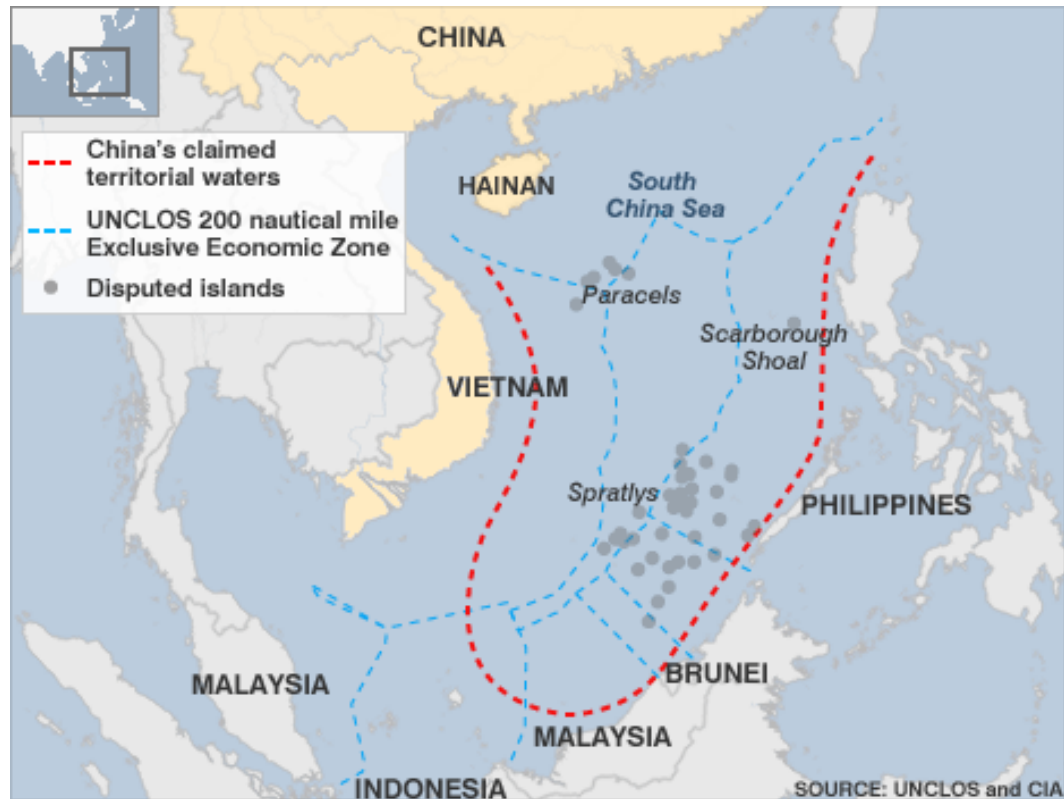 CHINA
China's claimed
territorial waters
UNCLOS 200 nautical mile
Exclusive Economic Zone
Disputed islands
HAINAN
South
China Sea
Paracels
Scarborough
Shoal
VIETNAM
Spratlys
PHILIPPINES
MALAYSIA
BRUNEI
MALAYSIA
INDONESIA
SOURCE: UNCLOS and CIA